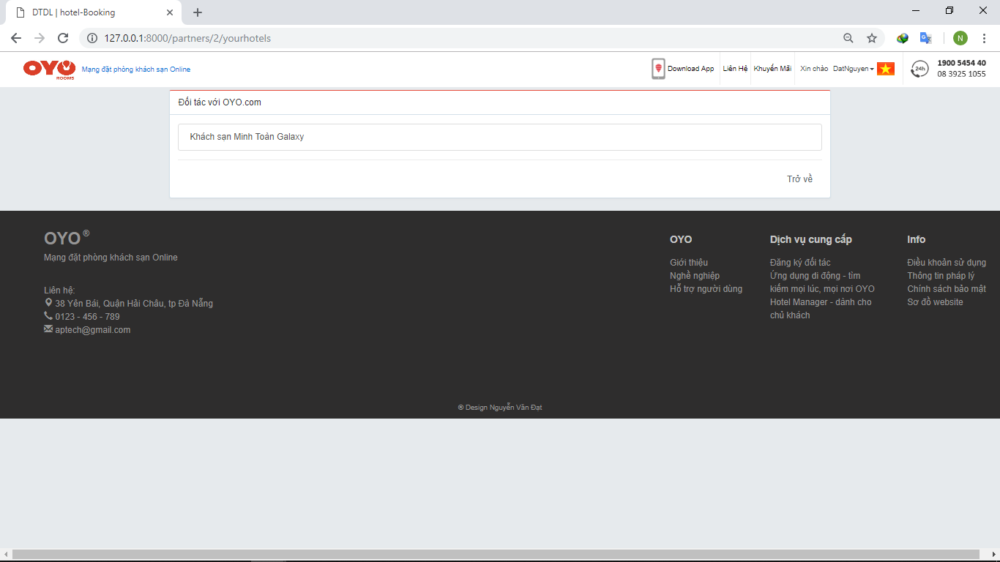 DTDL | hotel-Booking
127.0.0.1:8000/partners/2/yourhotels
N
OYO ROOMS
Mạng đặt phòng khách sạn Online
Download App
Liên Hệ
Khuyến Mãi
Xin chào DatNguyen
24h
1900 5454 40
08 3925 1055
Đối tác với OYO.com
Khách sạn Minh Toàn Galaxy
Trở về
OYO ®
Mạng đặt phòng khách sạn Online
Liên hệ:
38 Yên Bái, Quận Hải Châu, tp Đà Nẵng
0123 - 456 - 789
aptech@gmail.com
OYO
Giới thiệu
Nghề nghiệp
Hỗ trợ người dùng
Dịch vụ cung cấp
Đăng ký đối tác
Ứng dụng di động - tìm
kiếm mọi lúc, mọi nơi OYO
Hotel Manager - dành cho
chủ khách
Info
Điều khoản sử dụng
Thông tin pháp lý
Chính sách bảo mật
Sơ đồ website
® Design Nguyễn Văn Đạt